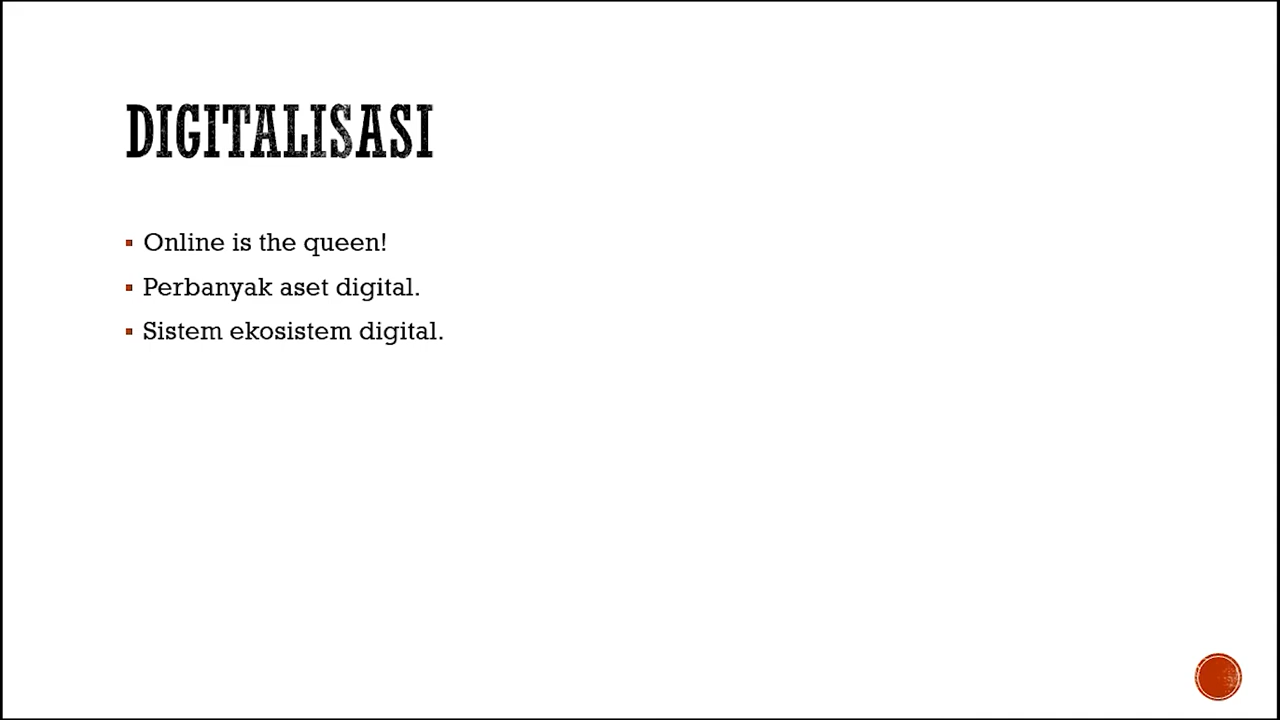 DIGITALISASI
Online is the queen!
Perbanyak aset digital.
Sistem ekosistem digital.